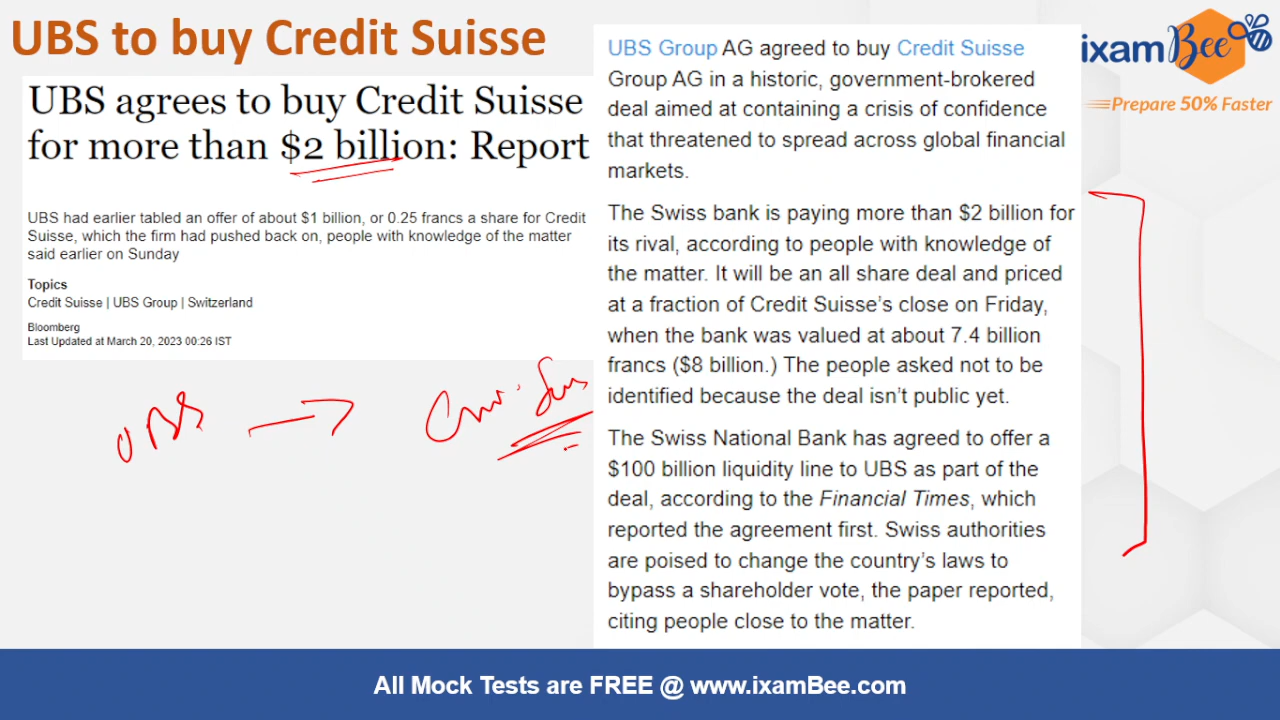 UBS to buy Credit Suisse
UBS agrees to buy Credit Suisse
for more than $2 billion: Report
UBS had earlier tabled an offer of about $1 billion, or 0.25 francs a share for Credit
Suisse, which the firm had pushed back on, people with knowledge of the matter
said earlier on Sunday
Topics
Credit Suisse | UBS Group | Switzerland
Bloomberg
Last Updated at March 20, 2023 00:26 IST
UBS
UBS Group AG agreed to buy Credit Suisse
Group AG in a historic, government-brokered
deal aimed at containing a crisis of confidence
that threatened to spread across global financial
markets.
The Swiss bank is paying more than $2 billion for
its rival, according to people with knowledge of
the matter. It will be an all share deal and priced
at a fraction of Credit Suisse's close on Friday,
when the bank was valued at about 7.4 billion
francs ($8 billion.) The people asked not to be
identified because the deal isn't public yet.
The Swiss National Bank has agreed to offer a
$100 billion liquidity line to UBS as part of the
deal, according to the Financial Times, which
reported the agreement first. Swiss authorities
are poised to change the country's laws to
bypass a shareholder vote, the paper reported,
citing people close to the matter.
ixamBee
Prepare 50% Faster
All Mock Tests are FREE @ www.ixamBee.com